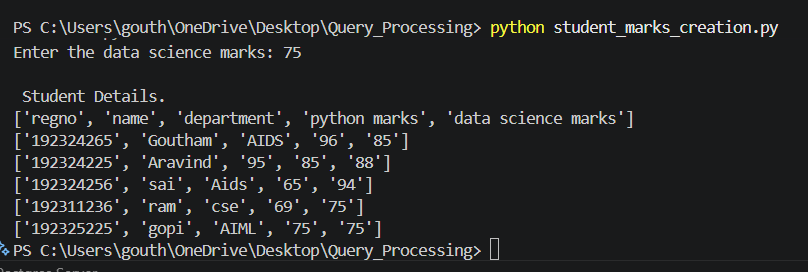 PS C:\Users\gouth\OneDrive\Desktop\Query_Processing> python student_marks_creation.py
Enter the data science marks: 75
 Student Details.
['regno', 'name', 'department', 'python marks', 'data science marks']
['192324265', 'Goutham', 'AIDS', '96', '85']
['192324225', 'Aravind', '95', '85', '88']
['192324256', 'sai', 'Aids', '65', '94']
['192311236', 'ram', 'cse', '69', '75']
['192325225', 'gopi', 'AIML', '75', '75']
PS C:\Users\gouth\OneDrive\Desktop\Query_Processing>